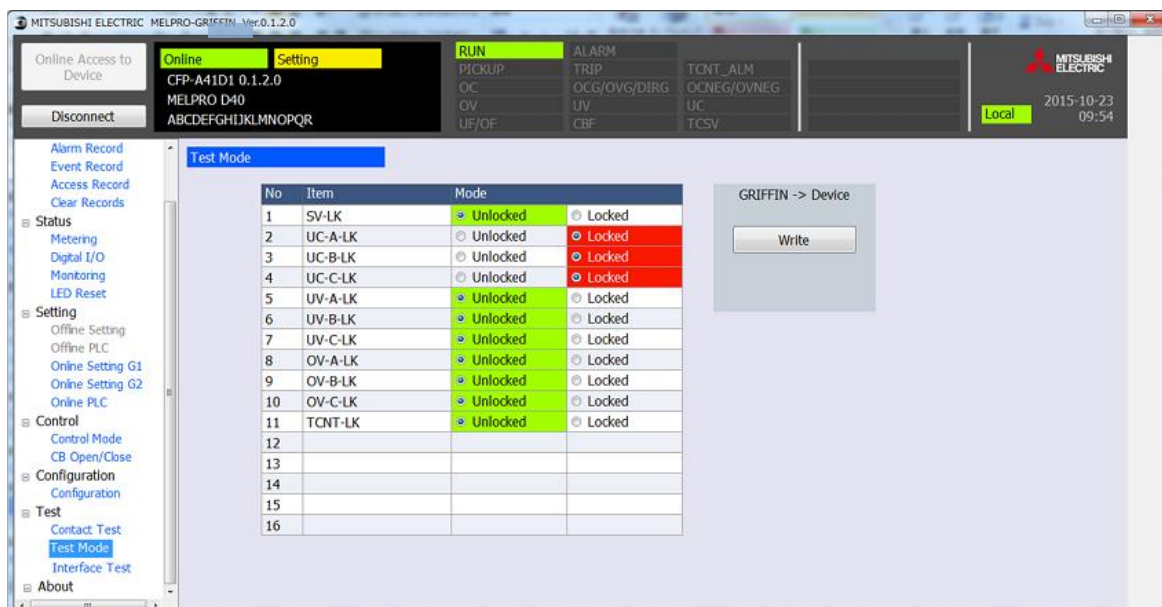 MITSUBISHI ELECTRIC MELPRO-GRIFFIN Ver.0.1.2.0
Online Access to
Device
Disconnect
Online
Setting
CFP-A41D1 0.1.2.0
MELPRO D40
ABCDEFGHIJKLMNOPQR
RUN ALARM
PICKUP TRIP TCNT_ALM
OC OCG/OVG/DIRG OCNEG/OVNEG
OV UV UC
UF/OF CBF TCSV
MITSUBISHI
ELECTRIC
Local
2015-10-23
09:54
Alarm Record
Event Record
Access Record
Clear Records
Status
Metering
Digital I/O
Monitoring
LED Reset
Setting
Offline Setting
Offline PLC
Online Setting G1
Online Setting G2
Online PLC
Control
Control Mode
CB Open/Close
Configuration
Configuration
Test
Contact Test
Test Mode
Interface Test
About
Test Mode
No Item Mode
1 SV-LK Unlocked Locked
2 UC-A-LK Unlocked Locked
3 UC-B-LK Unlocked Locked
4 UC-C-LK Unlocked Locked
5 UV-A-LK Unlocked Locked
6 UV-B-LK Unlocked Locked
7 UV-C-LK Unlocked Locked
8 OV-A-LK Unlocked Locked
9 OV-B-LK Unlocked Locked
10 OV-C-LK Unlocked Locked
11 TCNT-LK Unlocked Locked
12
13
14
15
16
GRIFFIN -> Device
Write